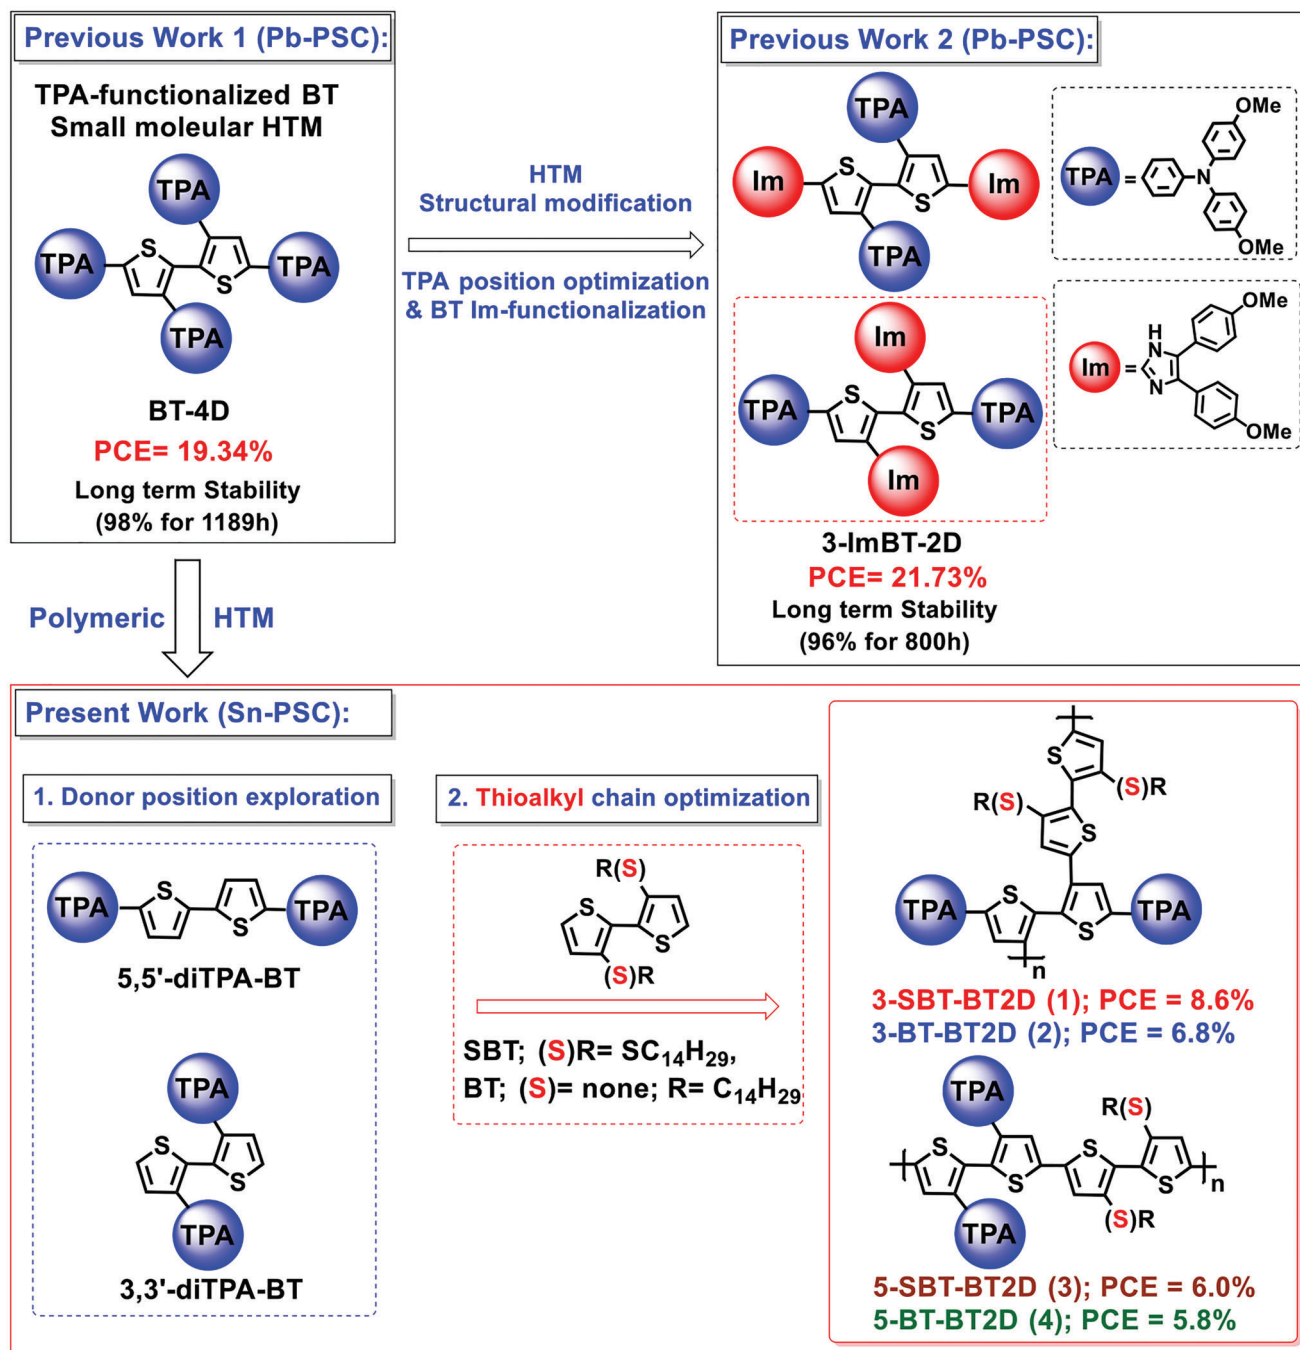 Previous Work 1 (Pb-PSC):
TPA-functionalized BT
Small moleular HTM
TPA
TPA
TPA
TPA
S
S
BT-4D
PCE= 19.34%
Long term Stability
(98% for 1189h)
HTM
Structural modification
TPA position optimization
& BT Im-functionalization
Previous Work 2 (Pb-PSC):
TPA
Im
Im
S
S
TPA
Im
TPA
TPA
S
S
Im
3-ImBT-2D
PCE= 21.73%
Long term Stability
(96% for 800h)
TPA
=
N
OMe
OMe
Im
=
H
N
N
OMe
OMe
Polymeric HTM
Present Work (Sn-PSC):
1. Donor position exploration
TPA
S
S
TPA
5,5'-diTPA-BT
TPA
S
S
TPA
3,3'-diTPA-BT
2. Thioalkyl chain optimization
R(S)
S
S
(S)R
SBT; (S)R= SC14H29,
BT; (S)= none; R= C14H29
S
(S)R
R(S)
S
TPA
S
S
TPA
n
3-SBT-BT2D (1); PCE = 8.6%
3-BT-BT2D (2); PCE = 6.8%
TPA
R(S)
S
S
S
S
n
TPA
(S)R
5-SBT-BT2D (3); PCE = 6.0%
5-BT-BT2D (4); PCE = 5.8%